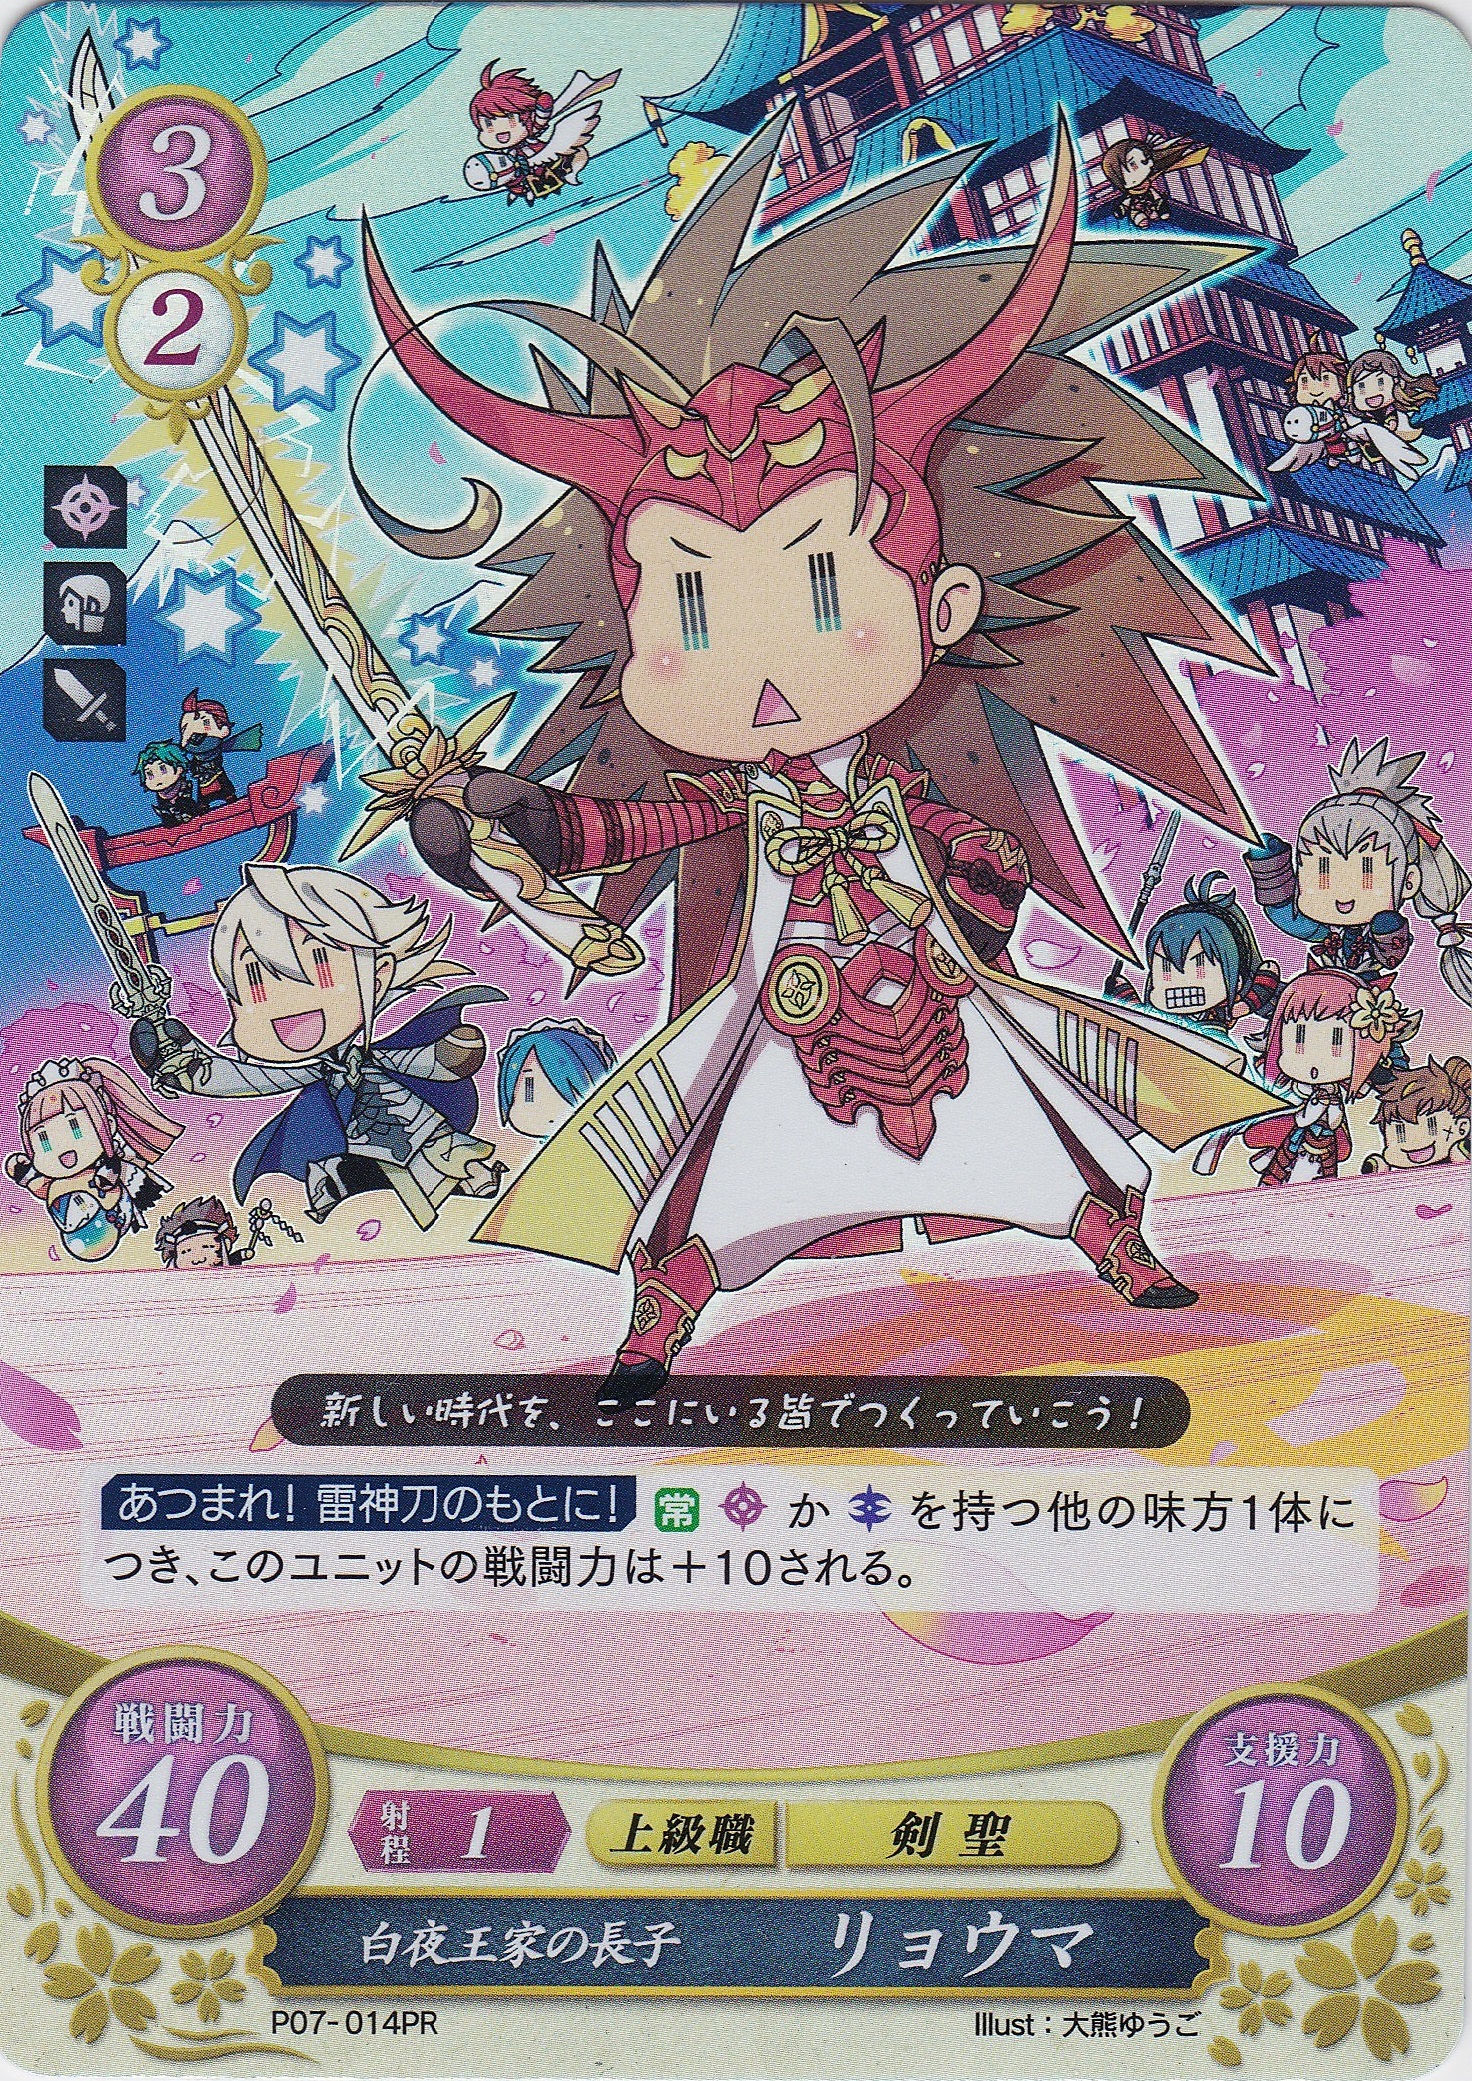 3
2
新しい時代を、ここにいる皆でつくっていこう!
あつまれ! 雷神刀のもとに! 常 か を持つ他の味方1体に
つき、このユニットの戦闘力は+10される。
戦闘力
40
射程 1
上級職
剣聖
支援力
10
白夜王家の長子 リョウマ
P07-014PR
Illust:大熊ゆうご